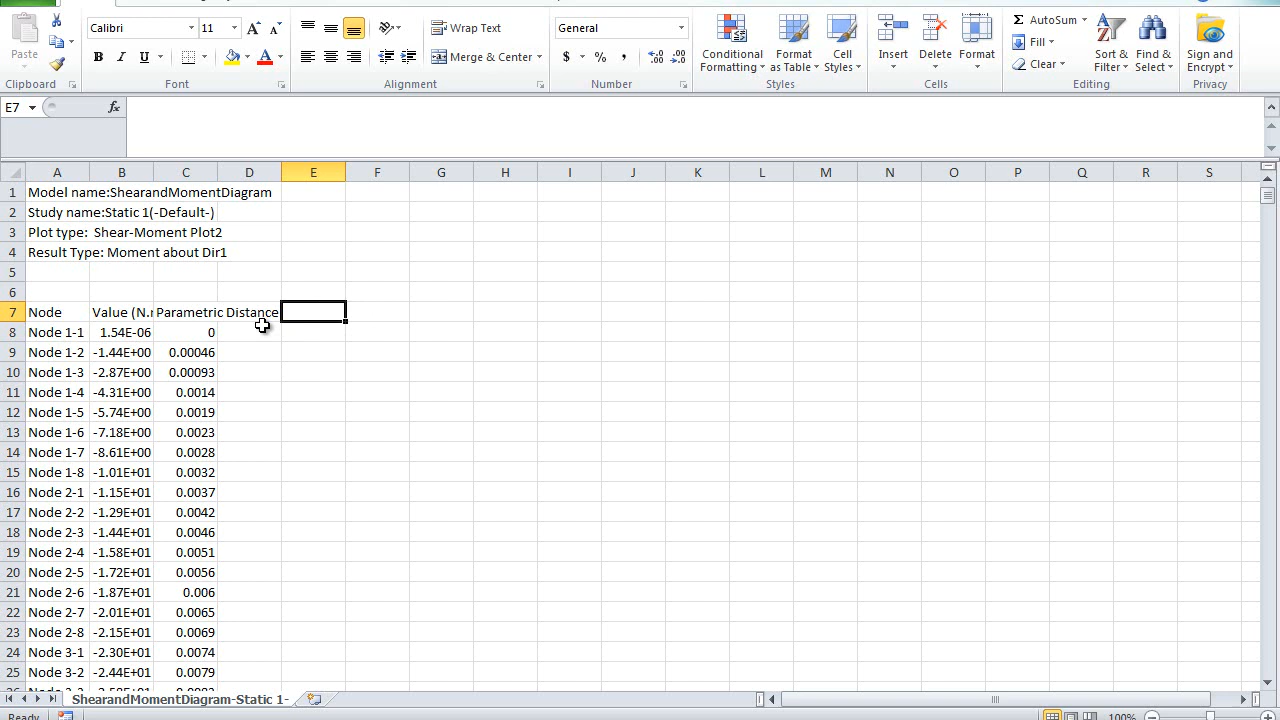 Calibri 11 Wrap Text General AutoSum
Paste Merge & Center Conditional Formatting Format as Table Cell Styles Insert Delete Format Fill Clear Sort & Filter Find & Select Sign and Encrypt
Clipboard Font Alignment Number Styles Cells Editing Privacy
E7 fx
A B C D E F G H I J K L M N O P Q R S
1 Model name:ShearandMomentDiagram
2 Study name:Static 1(-Default-)
3 Plot type: Shear-Moment Plot2
4 Result Type: Moment about Dir1
5
6
7 Node Value (N. Parametric Distance
8 Node 1-1 1.54E-06 0
9 Node 1-2 -1.44E+00 0.00046
10 Node 1-3 -2.87E+00 0.00093
11 Node 1-4 -4.31E+00 0.0014
12 Node 1-5 -5.74E+00 0.0019
13 Node 1-6 -7.18E+00 0.0023
14 Node 1-7 -8.61E+00 0.0028
15 Node 1-8 -1.01E+01 0.0032
16 Node 2-1 -1.15E+01 0.0037
17 Node 2-2 -1.29E+01 0.0042
18 Node 2-3 -1.44E+01 0.0046
19 Node 2-4 -1.58E+01 0.0051
20 Node 2-5 -1.72E+01 0.0056
21 Node 2-6 -1.87E+01 0.006
22 Node 2-7 -2.01E+01 0.0065
23 Node 2-8 -2.15E+01 0.0069
24 Node 3-1 -2.30E+01 0.0074
25 Node 3-2 -2.44E+01 0.0079
ShearandMomentDiagram-Static 1-
Ready 100%